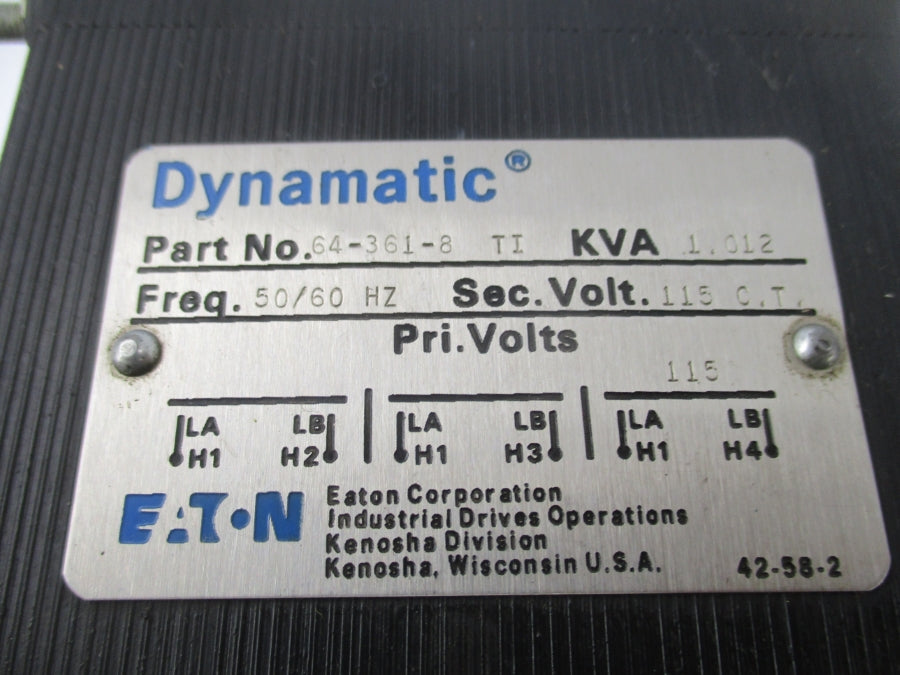 Dynamatic®
Part No. 64-361-8 TI KVA 1.012
Freq. 50/60 HZ Sec. Volt. 115 C.T.
Pri. Volts
115
LA LB LA LB LA LB
H1 H2 H1 H3 H1 H4
EATON Eaton Corporation
Industrial Drives Operations
Kenosha Division
Kenosha, Wisconsin U.S.A. 42-58-2